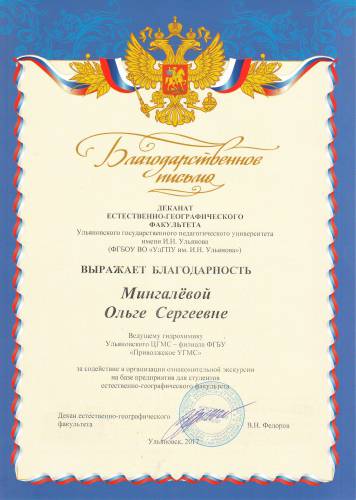 Благодарственное
письмо
ДЕКАНАТ
ЕСТЕСТВЕННО-ГЕОГРАФИЧЕСКОГО
ФАКУЛЬТЕТА
Ульяновского государственного педагогического университета
имени И.Н. Ульянова
(ФГБОУ ВО «УлГПУ им. И.Н. Ульянова»)
ВЫРАЖАЕТ БЛАГОДАРНОСТЬ
Мингалёвой
Ольге Сергеевне
Ведущему гидрохимику
Ульяновского ЦГМС – филиала ФГБУ
«Приволжское УГМС»
за содействие в организации ознакомительной экскурсии
на базе предприятия для студентов
естественно-географического факультета
Декан естественно-географического
факультета
В.Н. Федоров
Ульяновск, 2017